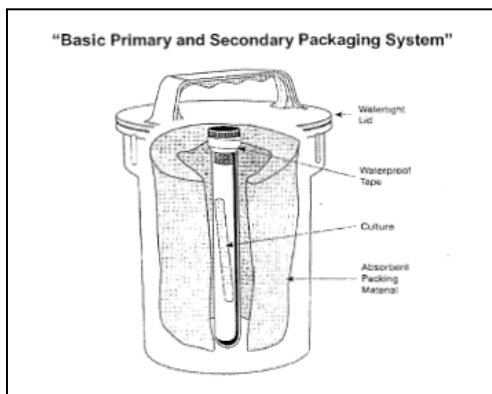 “Basic Primary and Secondary Packaging System”
Watertight
Lid
Waterproof
Tape
Culture
Absorbent
Packing
Material